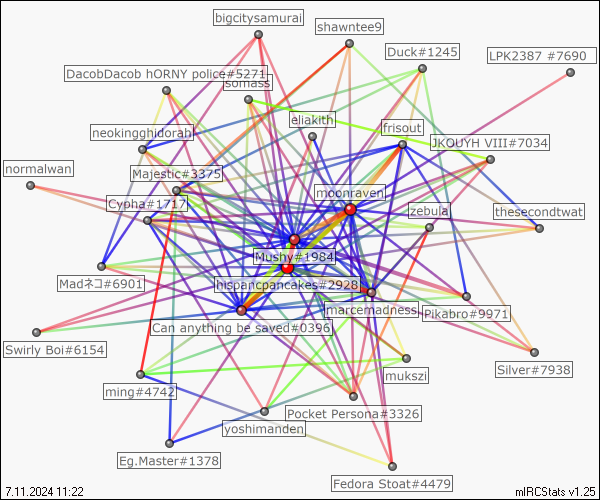 bigcitysamurai
shawntee9
Duck#1245
LPK2387 #7690
DacobDacob hORNY police#5271
somass
eliakith
frisout
neokingghidorah
JKOUYH VIII#7034
normalwan
Majestic#3375
moonraven
Cypha#1717
zebula
thesecondtwat
Mushy#1984
Madネコ#6901
hispancpancakes#2928
marcemadness
Pikabro#9971
Can anything be saved#0396
Swirly Boi#6154
Silver#7938
mukszi
ming#4742
Pocket Persona#3326
yoshimanden
Eg.Master#1378
Fedora Stoat#4479
7.11.2024 11:22
mIRCStats v1.25